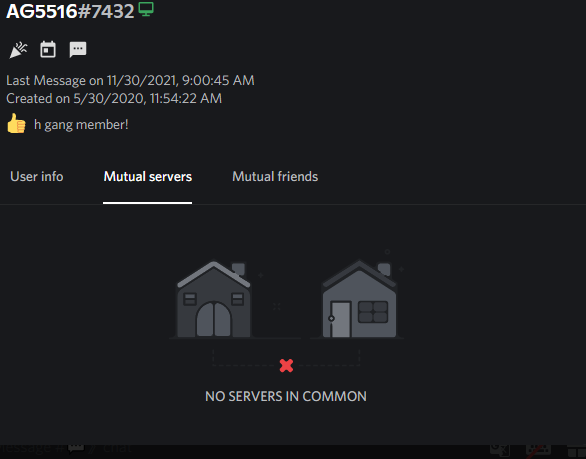 AG5516#7432
Last Message on 11/30/2021, 9:00:45 AM
Created on 5/30/2020, 11:54:22 AM
h gang member!
User info Mutual servers Mutual friends
NO SERVERS IN COMMON